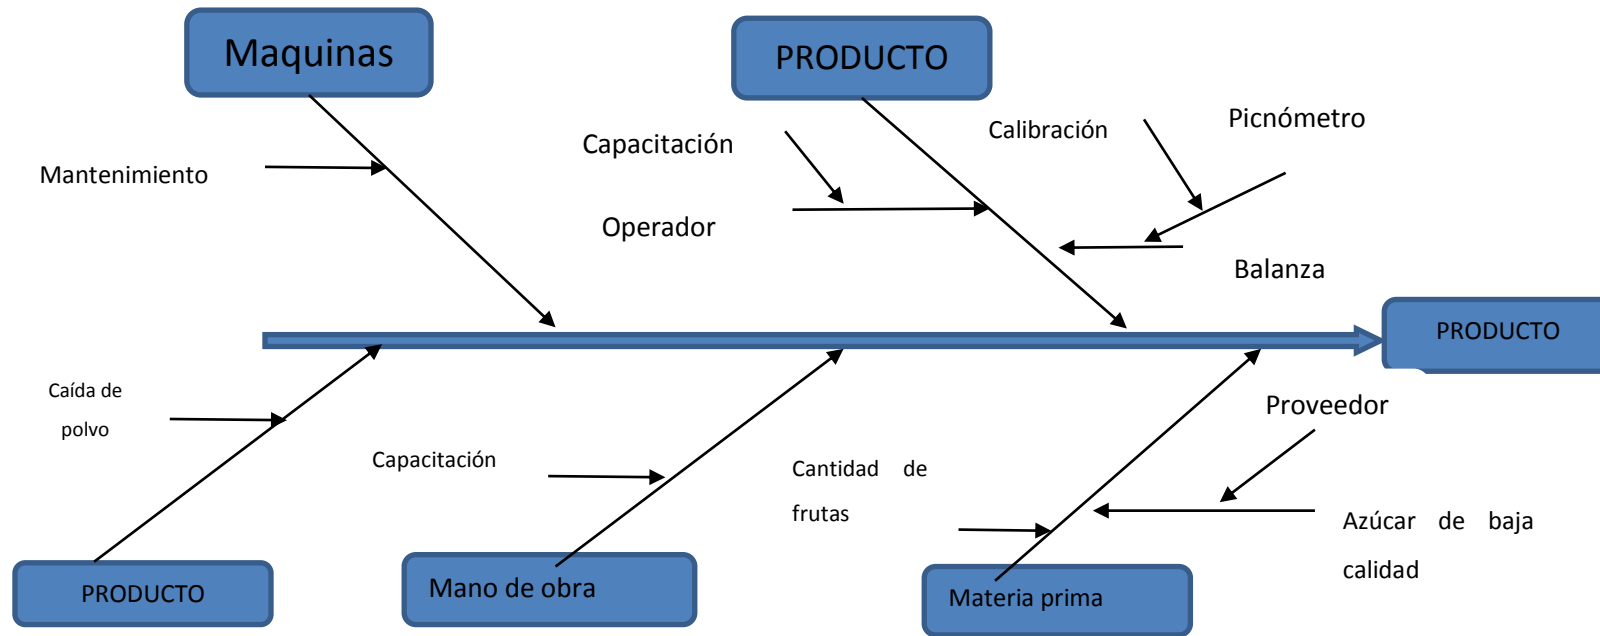 Maquinas
PRODUCTO
Calibración
Picnómetro
Capacitación
Mantenimiento
Operador
Balanza
PRODUCTO
Caída de
polvo
Proveedor
Capacitación
Cantidad de
frutas
Azúcar de baja
calidad
PRODUCTO
Mano de obra
Materia prima